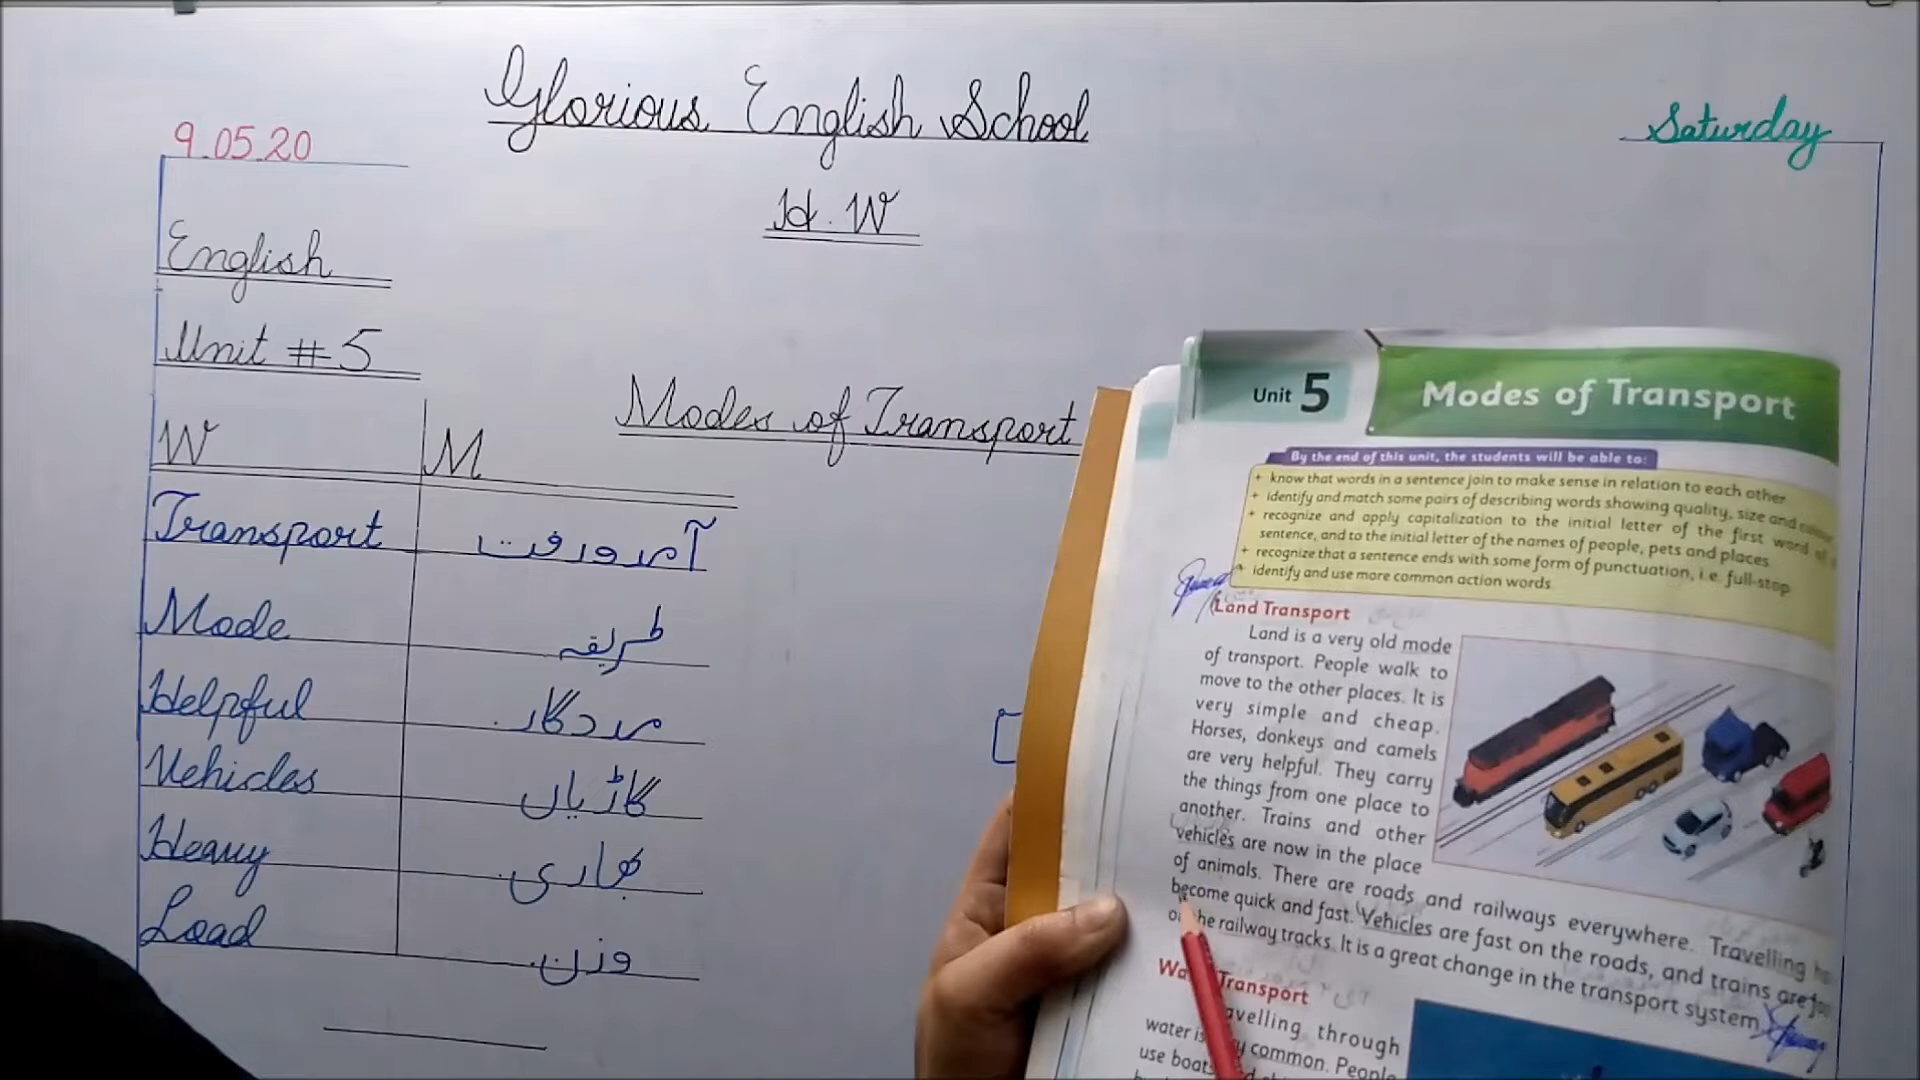 Glorious English School
9.05.20
Saturday
H.W
English
Unit # 5
Modes of Transport
W M
Transport آمدورفت
Mode طریقہ
Helpful مددگار
Vehicles گاڑیاں
Heavy بھاری
Load وزن
Unit 5
Modes of Transport
By the end of this unit, the students will be able to:
+ know that words in a sentence join to make sense in relation to each other
+ identify and match some pairs of describing words showing quality, size and
+ recognize and apply capitalization to the initial letter of the first word of
sentence, and to the initial letter of the names of people, pets and places
+ recognize that a sentence ends with some form of punctuation, i.e. full-stop
+ identify and use more common action words
Land Transport
Land is a very old mode
of transport. People walk to
move to the other places. It is
very simple and cheap.
Horses, donkeys and camels
are very helpful. They carry
the things from one place to
another. Trains and other
vehicles are now in the place
of animals. There are roads and railways everywhere. Travelling
become quick and fast. Vehicles are fast on the roads, and trains are
the railway tracks. It is a great change in the transport system
Transport
travelling through
water is common. People
use boats